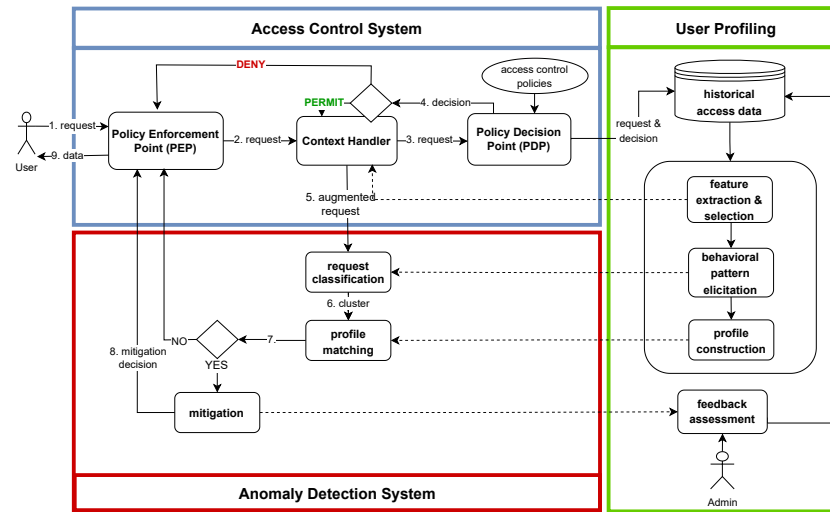 Access Control System
User Profiling
DENY
PERMIT
4. decision
access control
policies
historical
access data
1. request
9. data
User
Policy Enforcement
Point (PEP)
2. request
Context Handler
3. request
Policy Decision
Point (PDP)
request &
decision
5. augmented
request
feature
extraction &
selection
request
classification
behavioral
pattern
elicitation
6. cluster
profile
matching
7.
NO
YES
8. mitigation
decision
profile
construction
mitigation
feedback
assessment
Admin
Anomaly Detection System